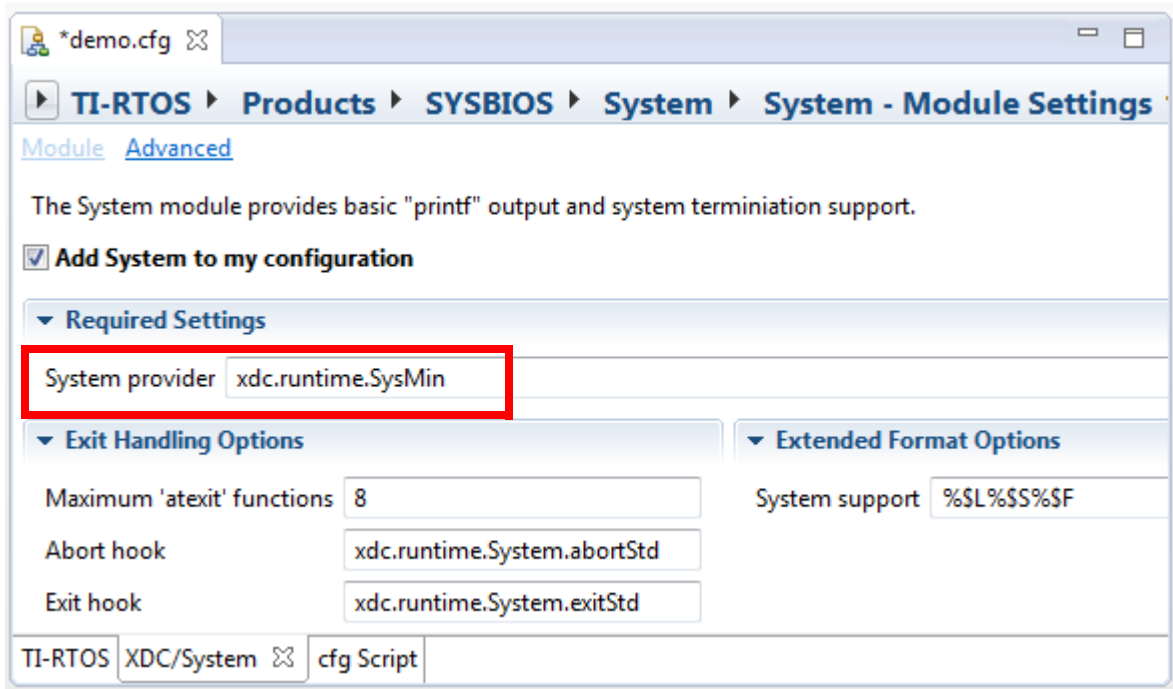 *demo.cfg
TI-RTOS Products SYSBIOS System System - Module Settings
Module Advanced
The System module provides basic "printf" output and system terminiation support.
Add System to my configuration
Required Settings
System provider xdc.runtime.SysMin
Exit Handling Options Extended Format Options
Maximum 'atexit' functions 8 System support %$L%$S%$F
Abort hook xdc.runtime.System.abortStd
Exit hook xdc.runtime.System.exitStd
TI-RTOS XDC/System cfg Script